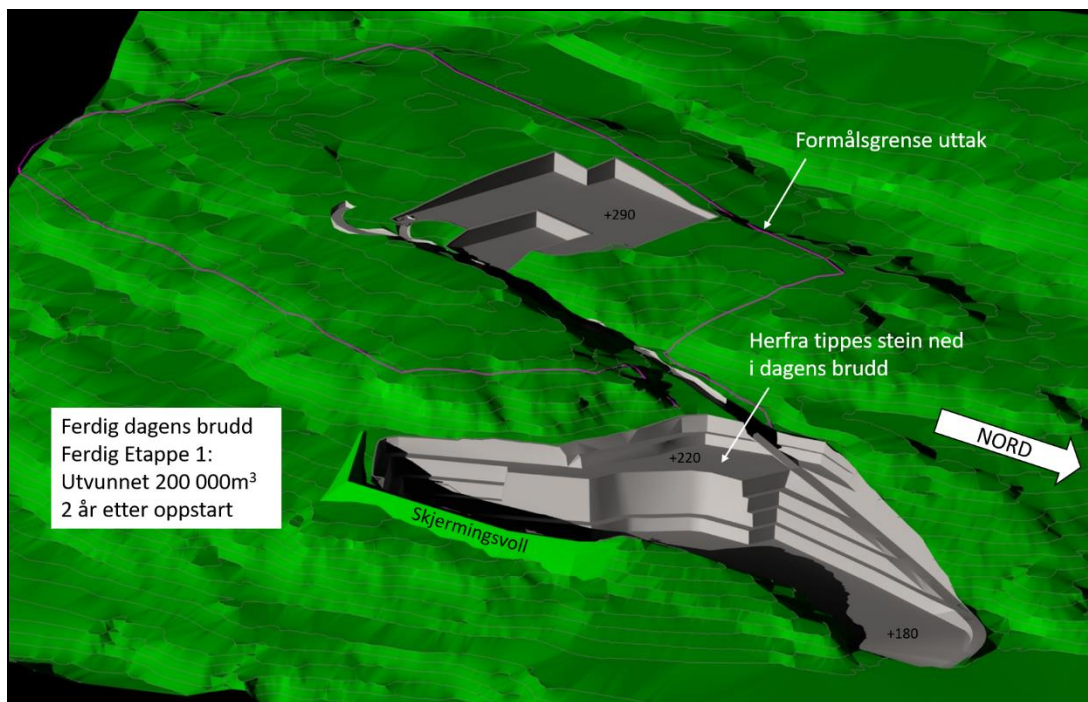 Formålsgrense uttak
+290
Herfra tippes stein ned
i dagens brudd
NORD
+220
Ferdig dagens brudd
Ferdig Etappe 1:
Utvunnet 200 000m³
2 år etter oppstart
Skjermingsvoll
+180